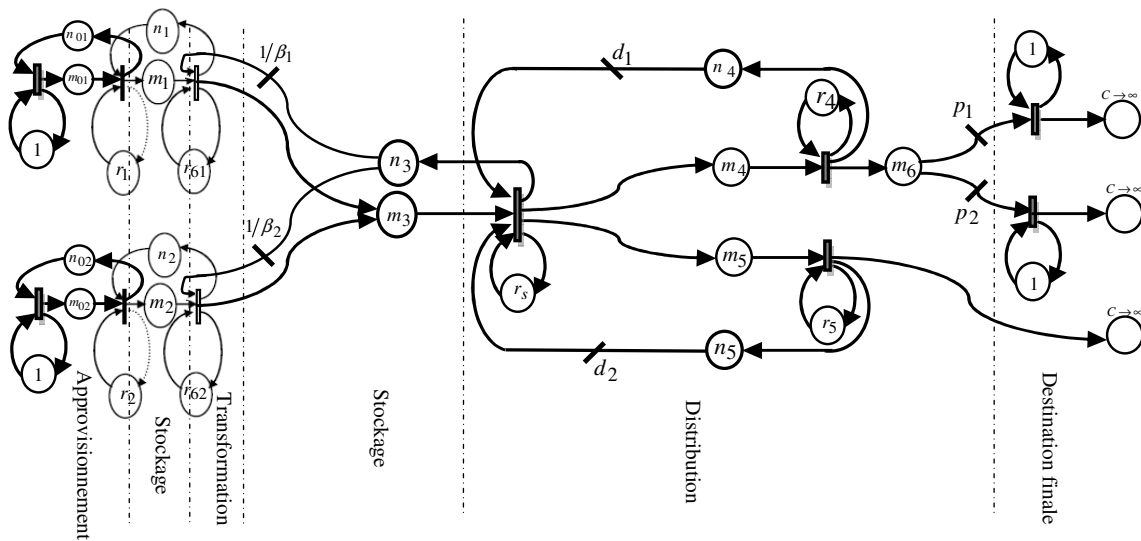 n01
m01
1
n1
m1
r1
r61
1/β1
n02
m02
1
n2
m2
r2
r62
1/β2
n3
m3
d1
n4
r4
m4
m6
rs
m5
r5
d2
n5
p1
p2
1
C→∞
C→∞
1
C→∞
Approvisionnement
Stockage
Transformation
Stockage
Distribution
Destination finale